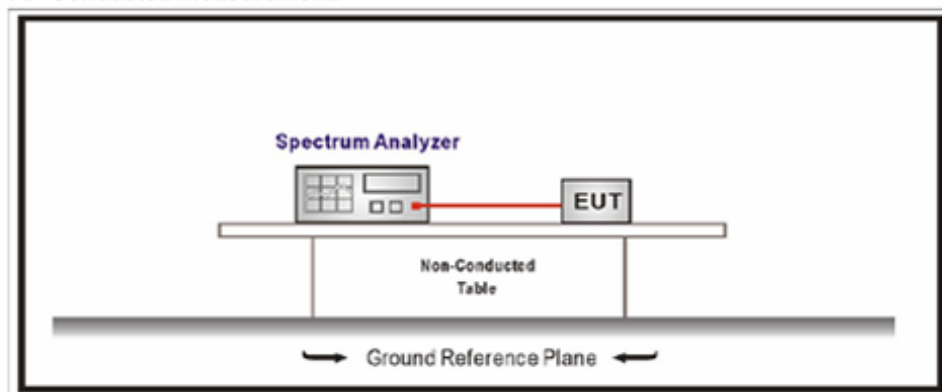 Spectrum Analyzer
EUT
Non-Conducted
Table
Ground Reference Plane